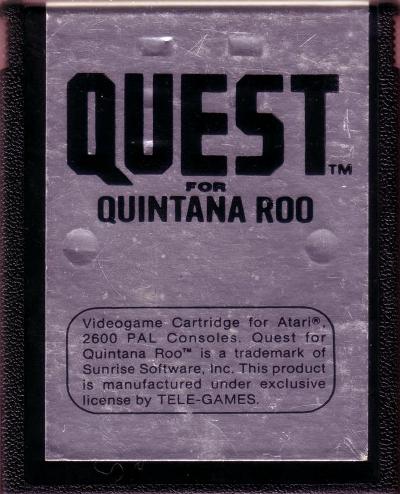 QUEST™
FOR
QUINTANA ROO
Videogame Cartridge for Atari®,
2600 PAL Consoles. Quest for
Quintana Roo™ is a trademark of
Sunrise Software, Inc. This product
is manufactured under exclusive
license by TELE-GAMES.